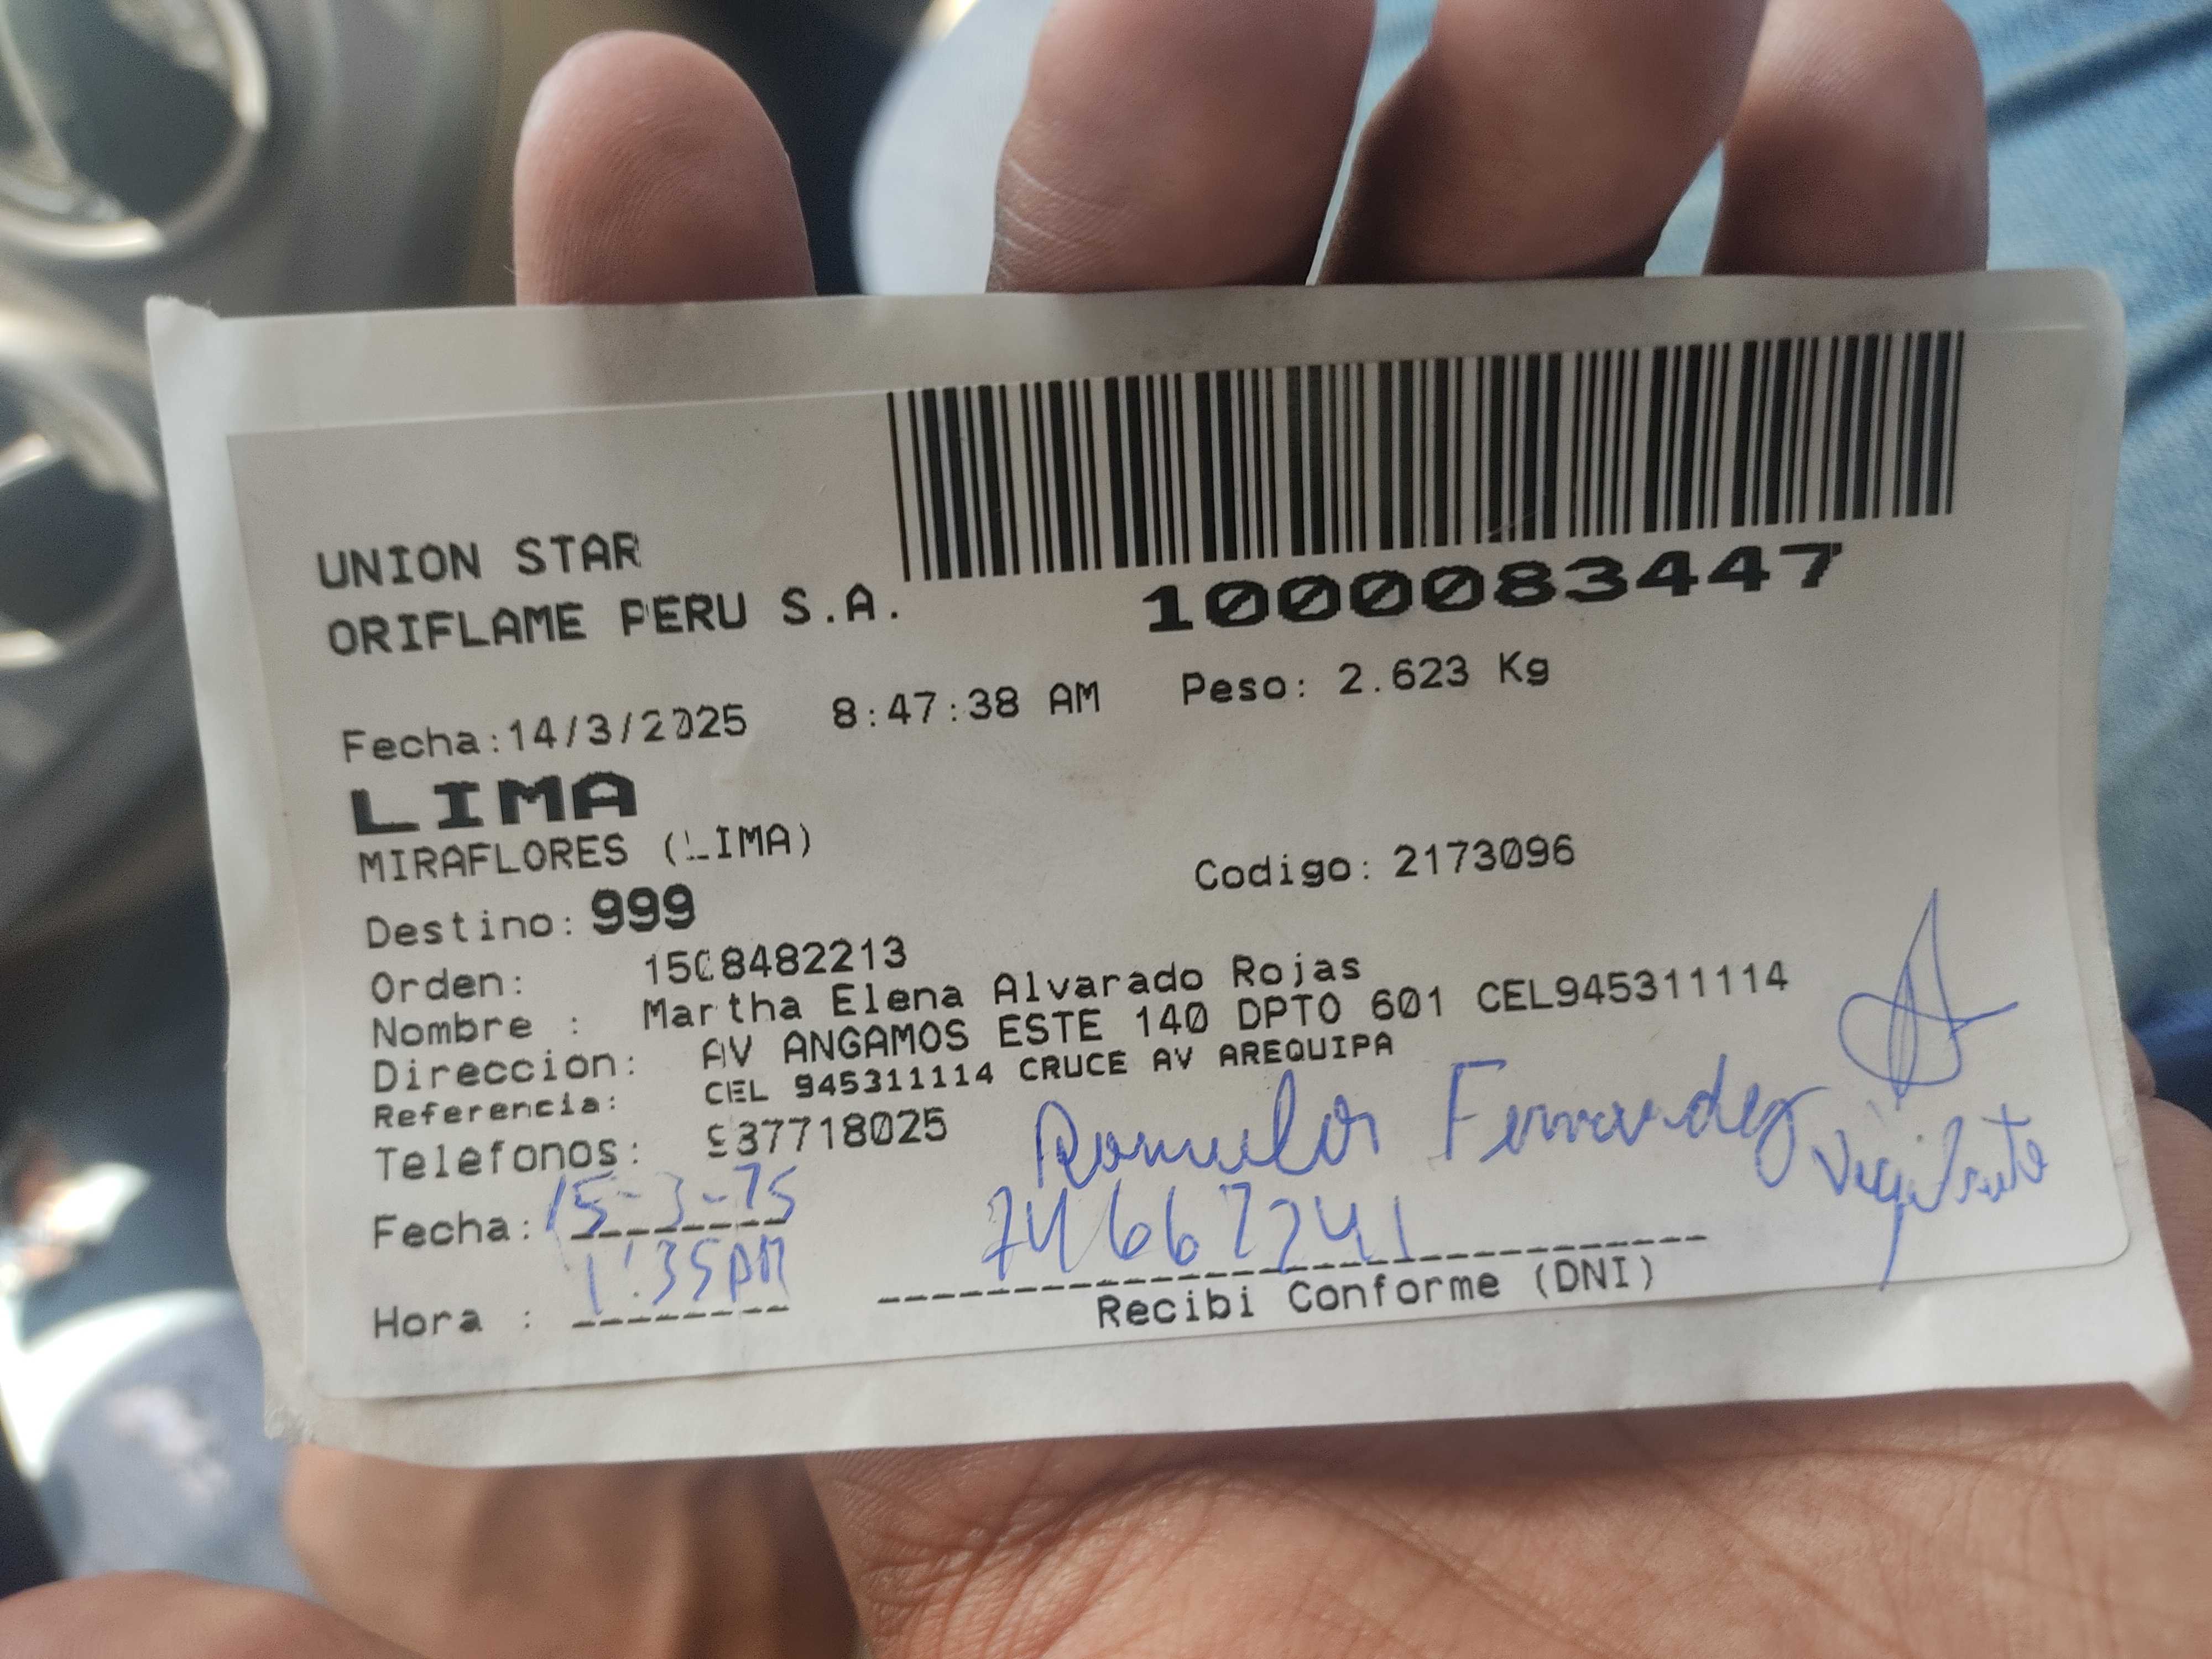 UNION STAR
ORIFLAME PERU S.A.
1000083447
Fecha:14/3/2025 8:47:38 AM Peso: 2.623 Kg
LIMA
MIRAFLORES (LIMA)
Codigo: 2173096
Destino: 999
Orden: 1508482213
Nombre : Martha Elena Alvarado Rojas
Direccion: AV ANGAMOS ESTE 140 DPTO 601 CEL945311114
Referencia: CEL 945311114 CRUCE AV AREQUIPA
Telefonos: 937718025
Romulos Fernandez
Vigilante
Fecha: 15-3-25
74667241
Hora : 1:35PM
Recibi Conforme (DNI)